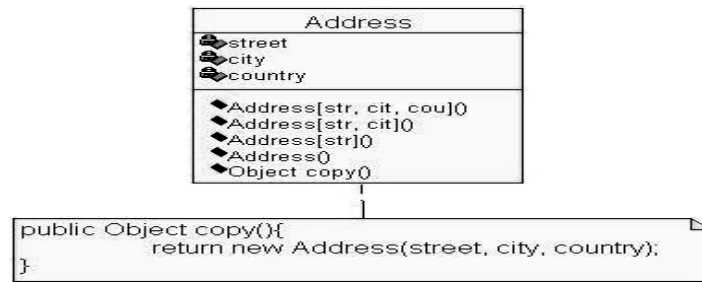 Address
street
city
country
Address[str, cit, cou]()
Address[str, cit]()
Address[str]()
Address()
Object copy()
public Object copy(){
return new Address(street, city, country);
}